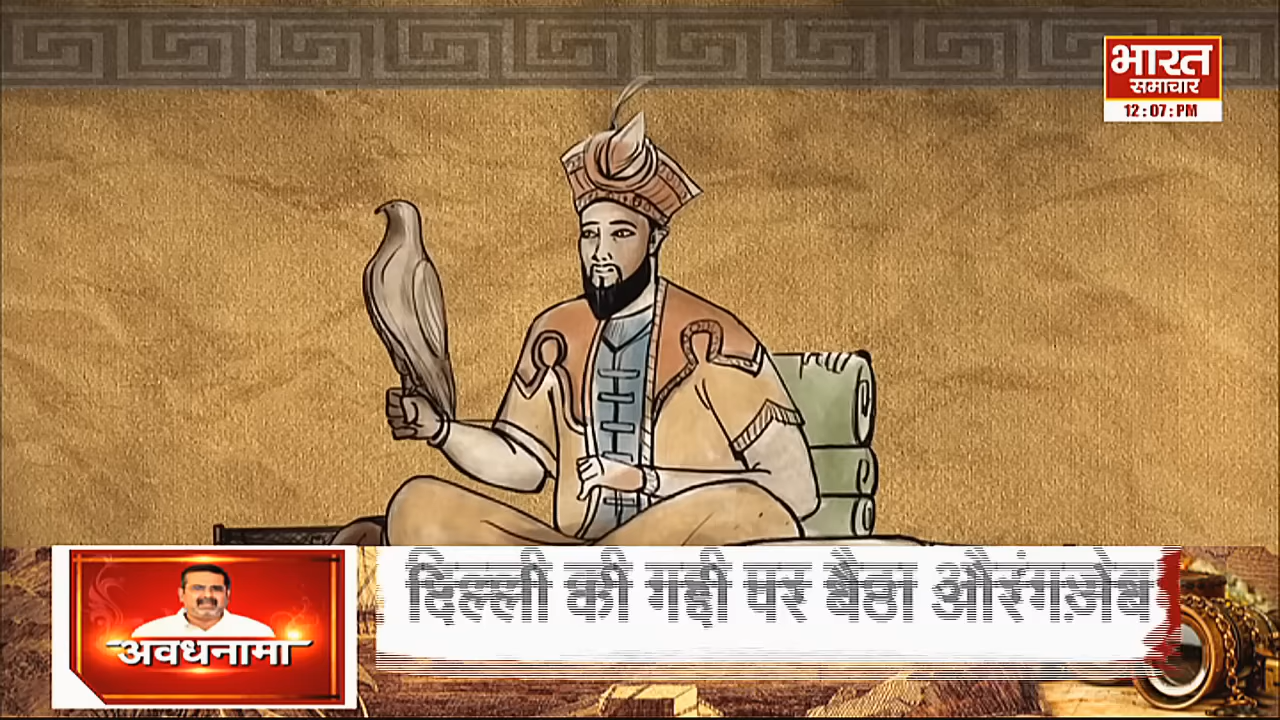 भारत
समाचार
12:07:PM
दिल्ली की गद्दी पर बैठा औरंगज़ेब
अवधनामा